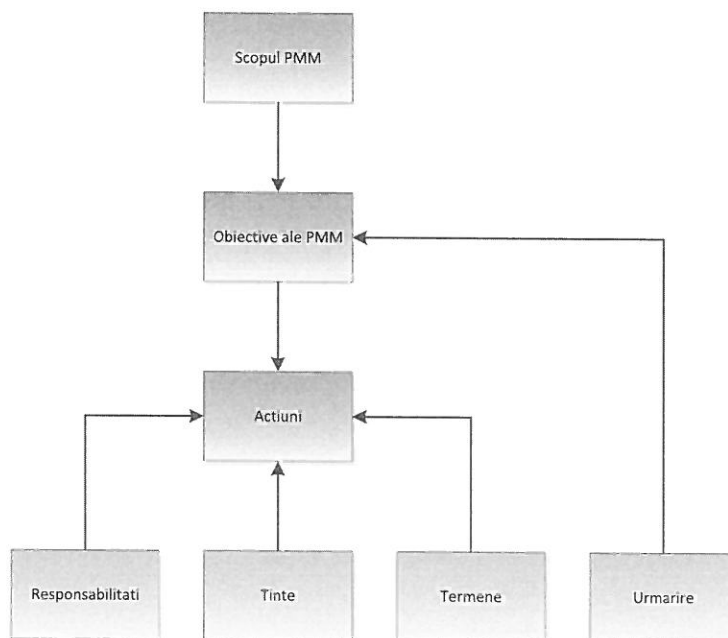 Scopul PMM
Obiective ale PMM
Actiuni
Responsabilitati
Tinte
Termene
Urmarire